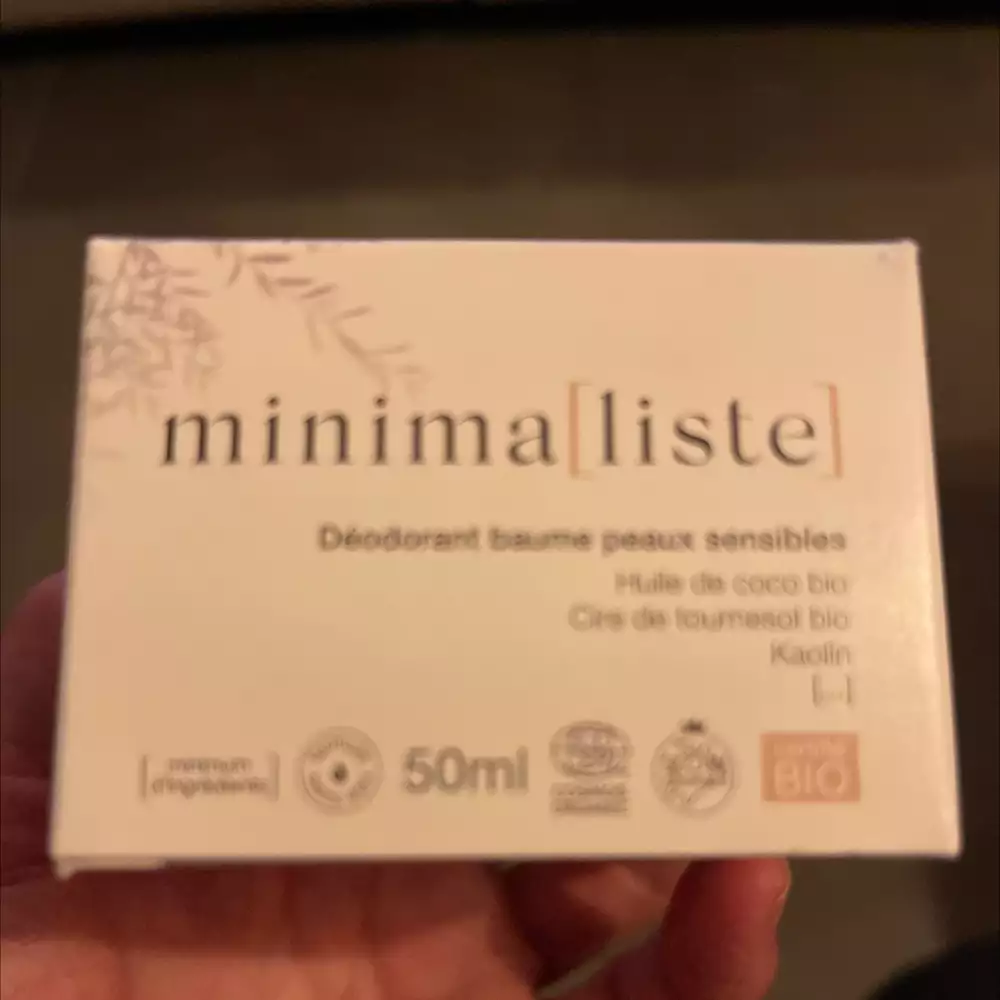 minima[liste]
Déodorant baume peaux sensibles
Huile de coco bio
Cire de tournesol bio
Kaolin
[...]
[minimum
d'ingrédients]
50ml
BIO